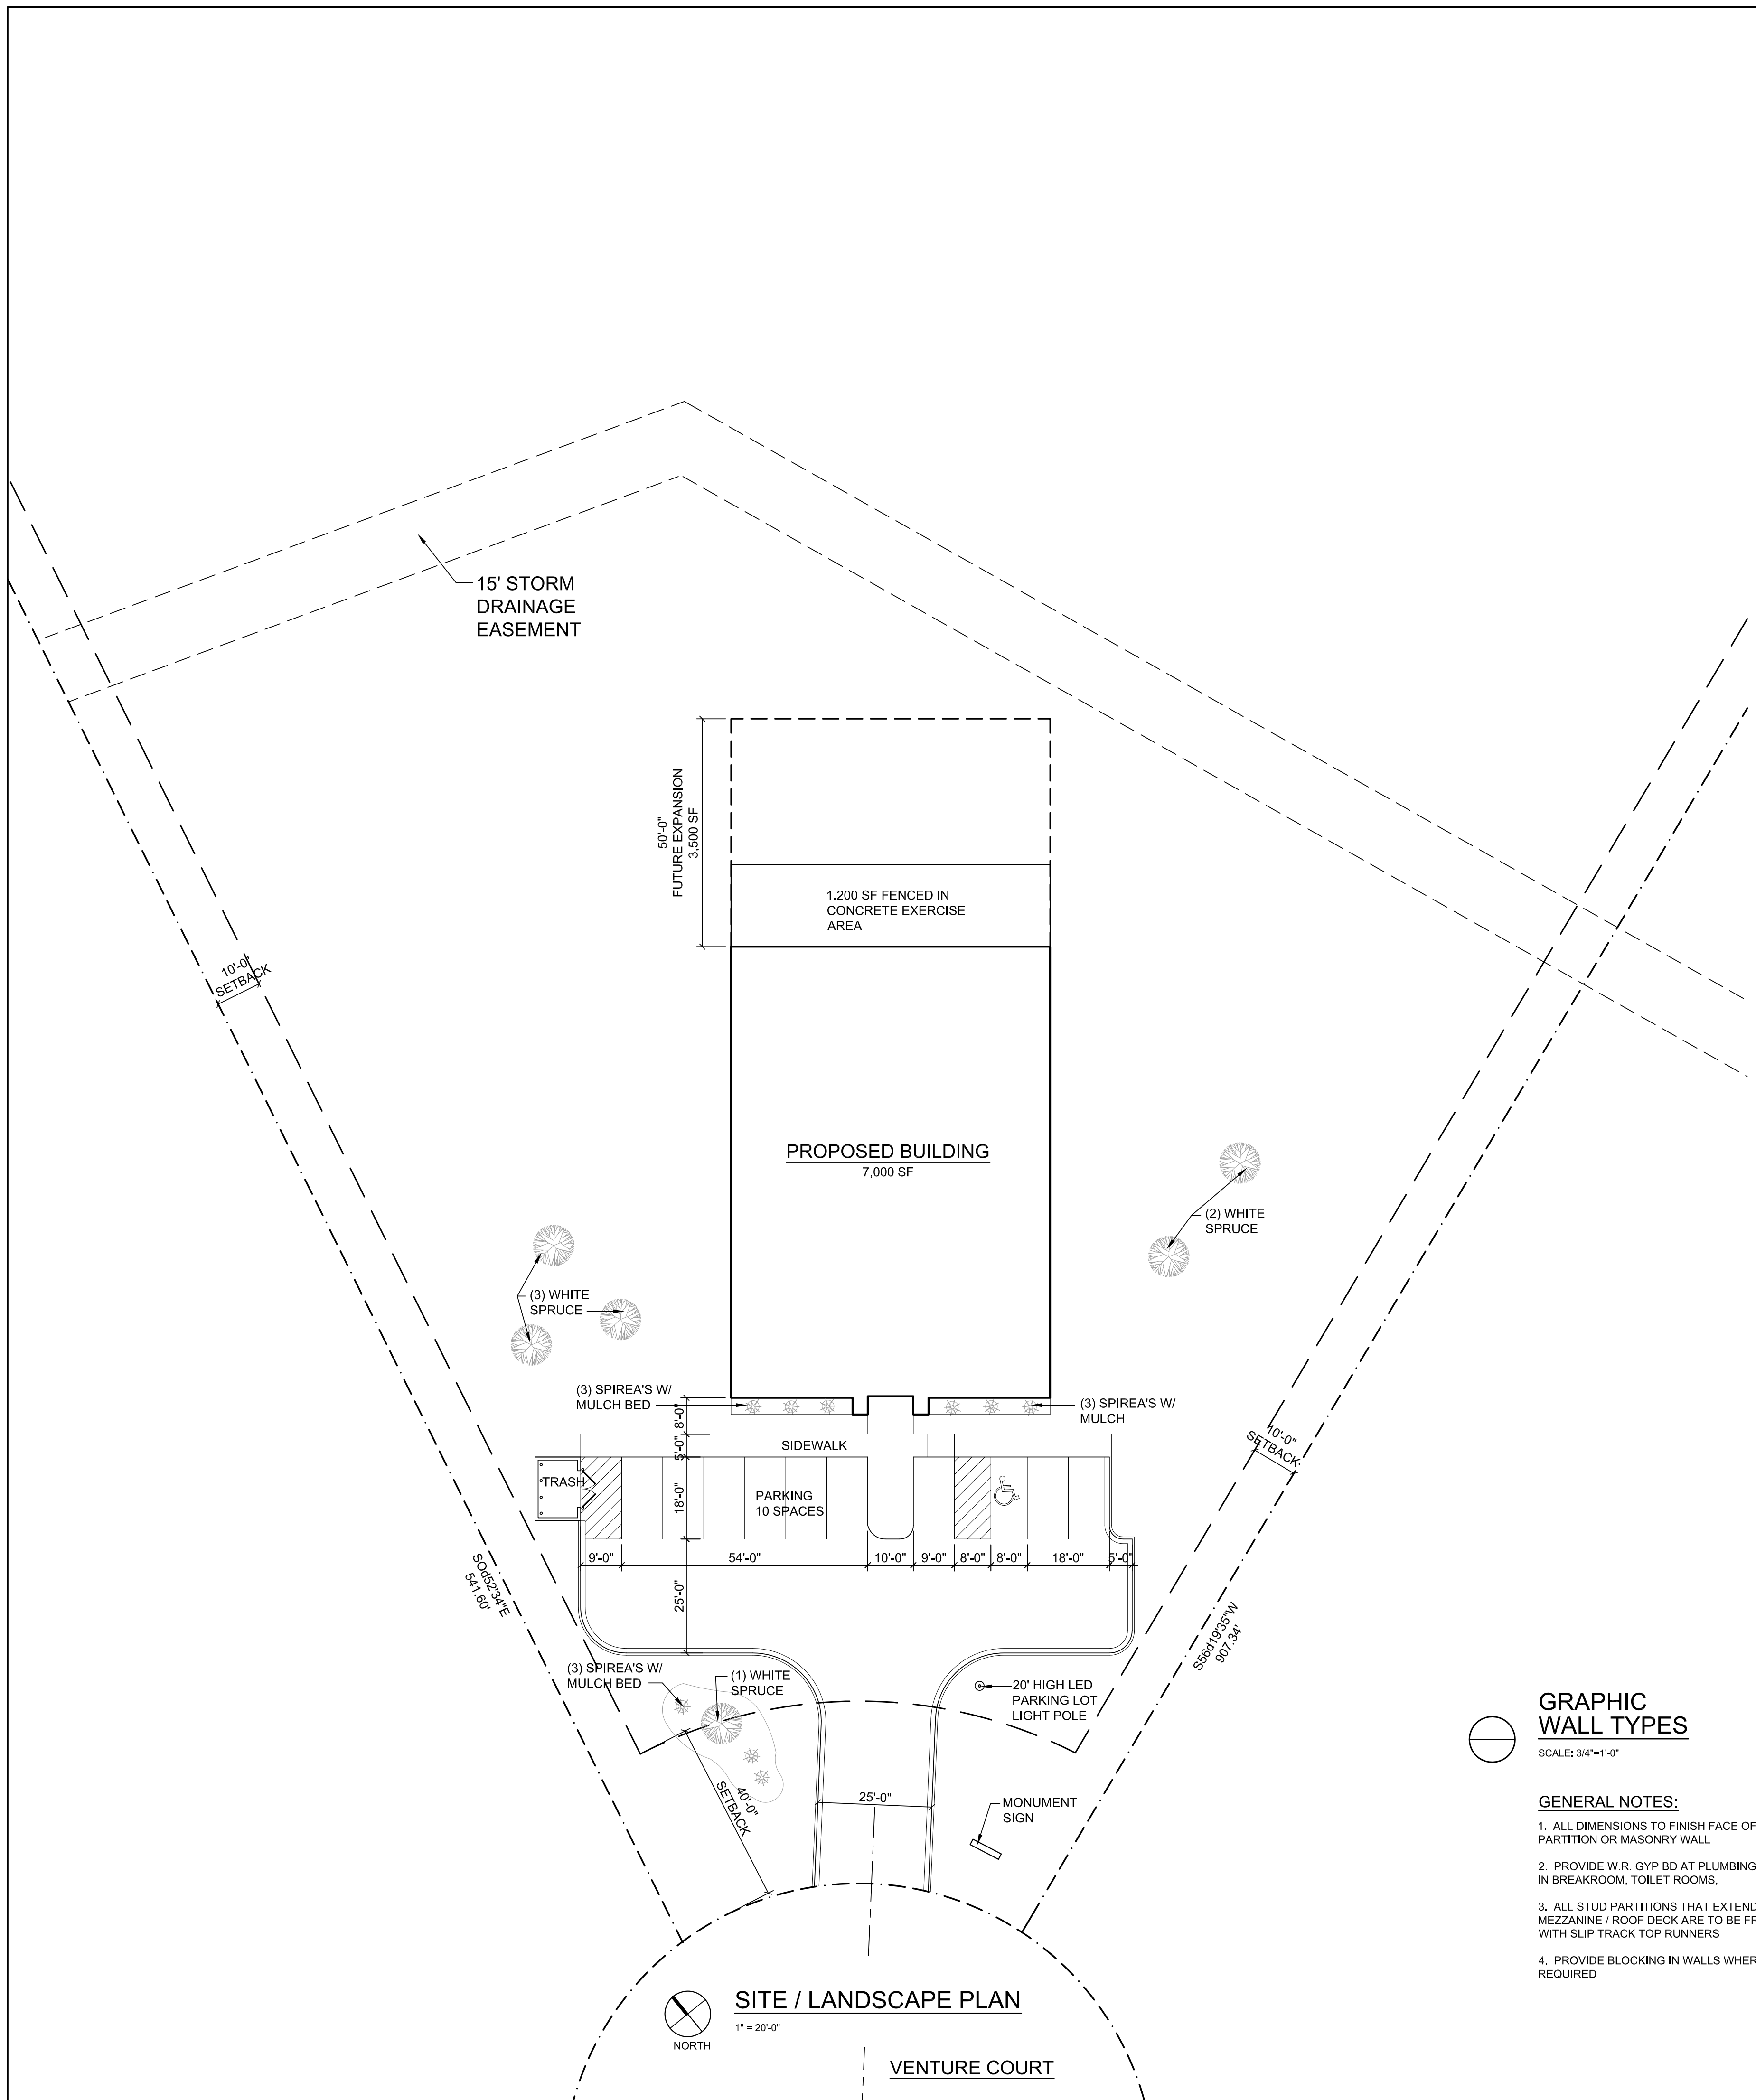 15' STORM
DRAINAGE
EASEMENT
50'-0"
FUTURE EXPANSION
3,500 SF
1.200 SF FENCED IN
CONCRETE EXERCISE
AREA
10'-0"
SETBACK
PROPOSED BUILDING
7,000 SF
(2) WHITE
SPRUCE
(3) WHITE
SPRUCE
(3) SPIREA'S W/
MULCH BED
8'-0"
(3) SPIREA'S W/
MULCH
5'-0"
SIDEWALK
10'-0"
SETBACK
TRASH
18'-0"
PARKING
10 SPACES
9'-0"
54'-0"
10'-0"
9'-0"
8'-0"
8'-0"
18'-0"
5'-0"
25'-0"
SOd52'34"E
541.60'
S56d19'35"W
907.34'
(3) SPIREA'S W/
MULCH BED
(1) WHITE
SPRUCE
20' HIGH LED
PARKING LOT
LIGHT POLE
40'-0"
SETBACK
25'-0"
MONUMENT
SIGN
GRAPHIC
WALL TYPES
SCALE: 3/4"=1'-0"
GENERAL NOTES:
1. ALL DIMENSIONS TO FINISH FACE OF
PARTITION OR MASONRY WALL
2. PROVIDE W.R. GYP BD AT PLUMBING
IN BREAKROOM, TOILET ROOMS,
3. ALL STUD PARTITIONS THAT EXTEND
MEZZANINE / ROOF DECK ARE TO BE FR
WITH SLIP TRACK TOP RUNNERS
4. PROVIDE BLOCKING IN WALLS WHER
REQUIRED
SITE / LANDSCAPE PLAN
1" = 20'-0"
NORTH
VENTURE COURT